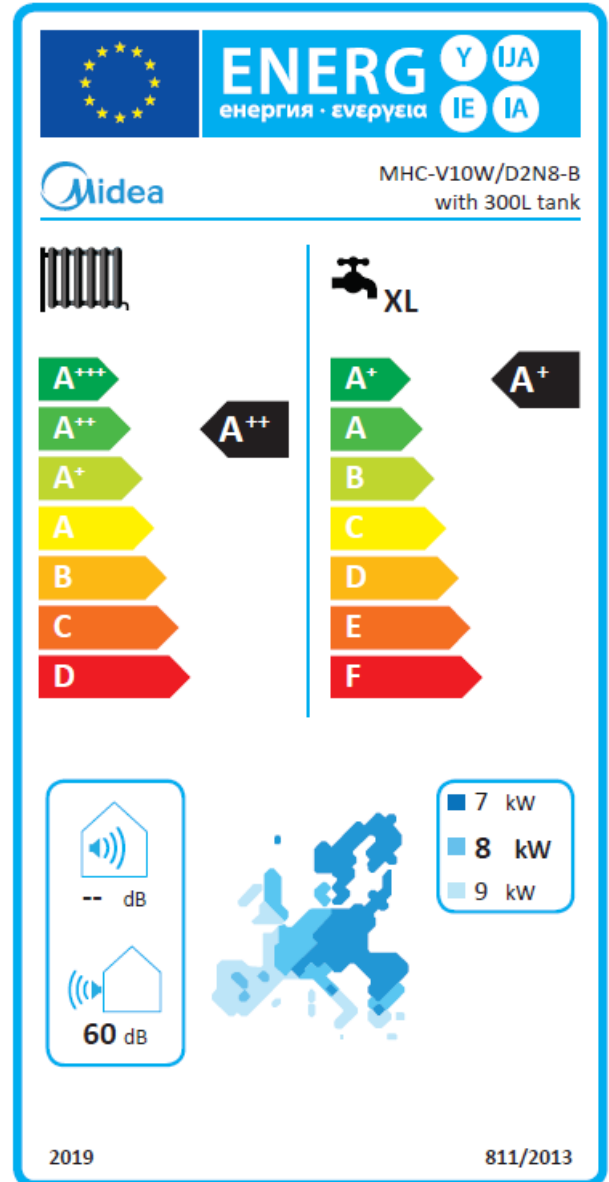 ENERG
енергия · ενεργεια
Y IJA
IE IA
Midea
MHC-V10W/D2N8-B
with 300L tank
XL
A+++
A++
A+
A
B
C
D
A++
A+
A
B
C
D
E
F
A+
-- dB
60 dB
7 kW
8 kW
9 kW
2019
811/2013